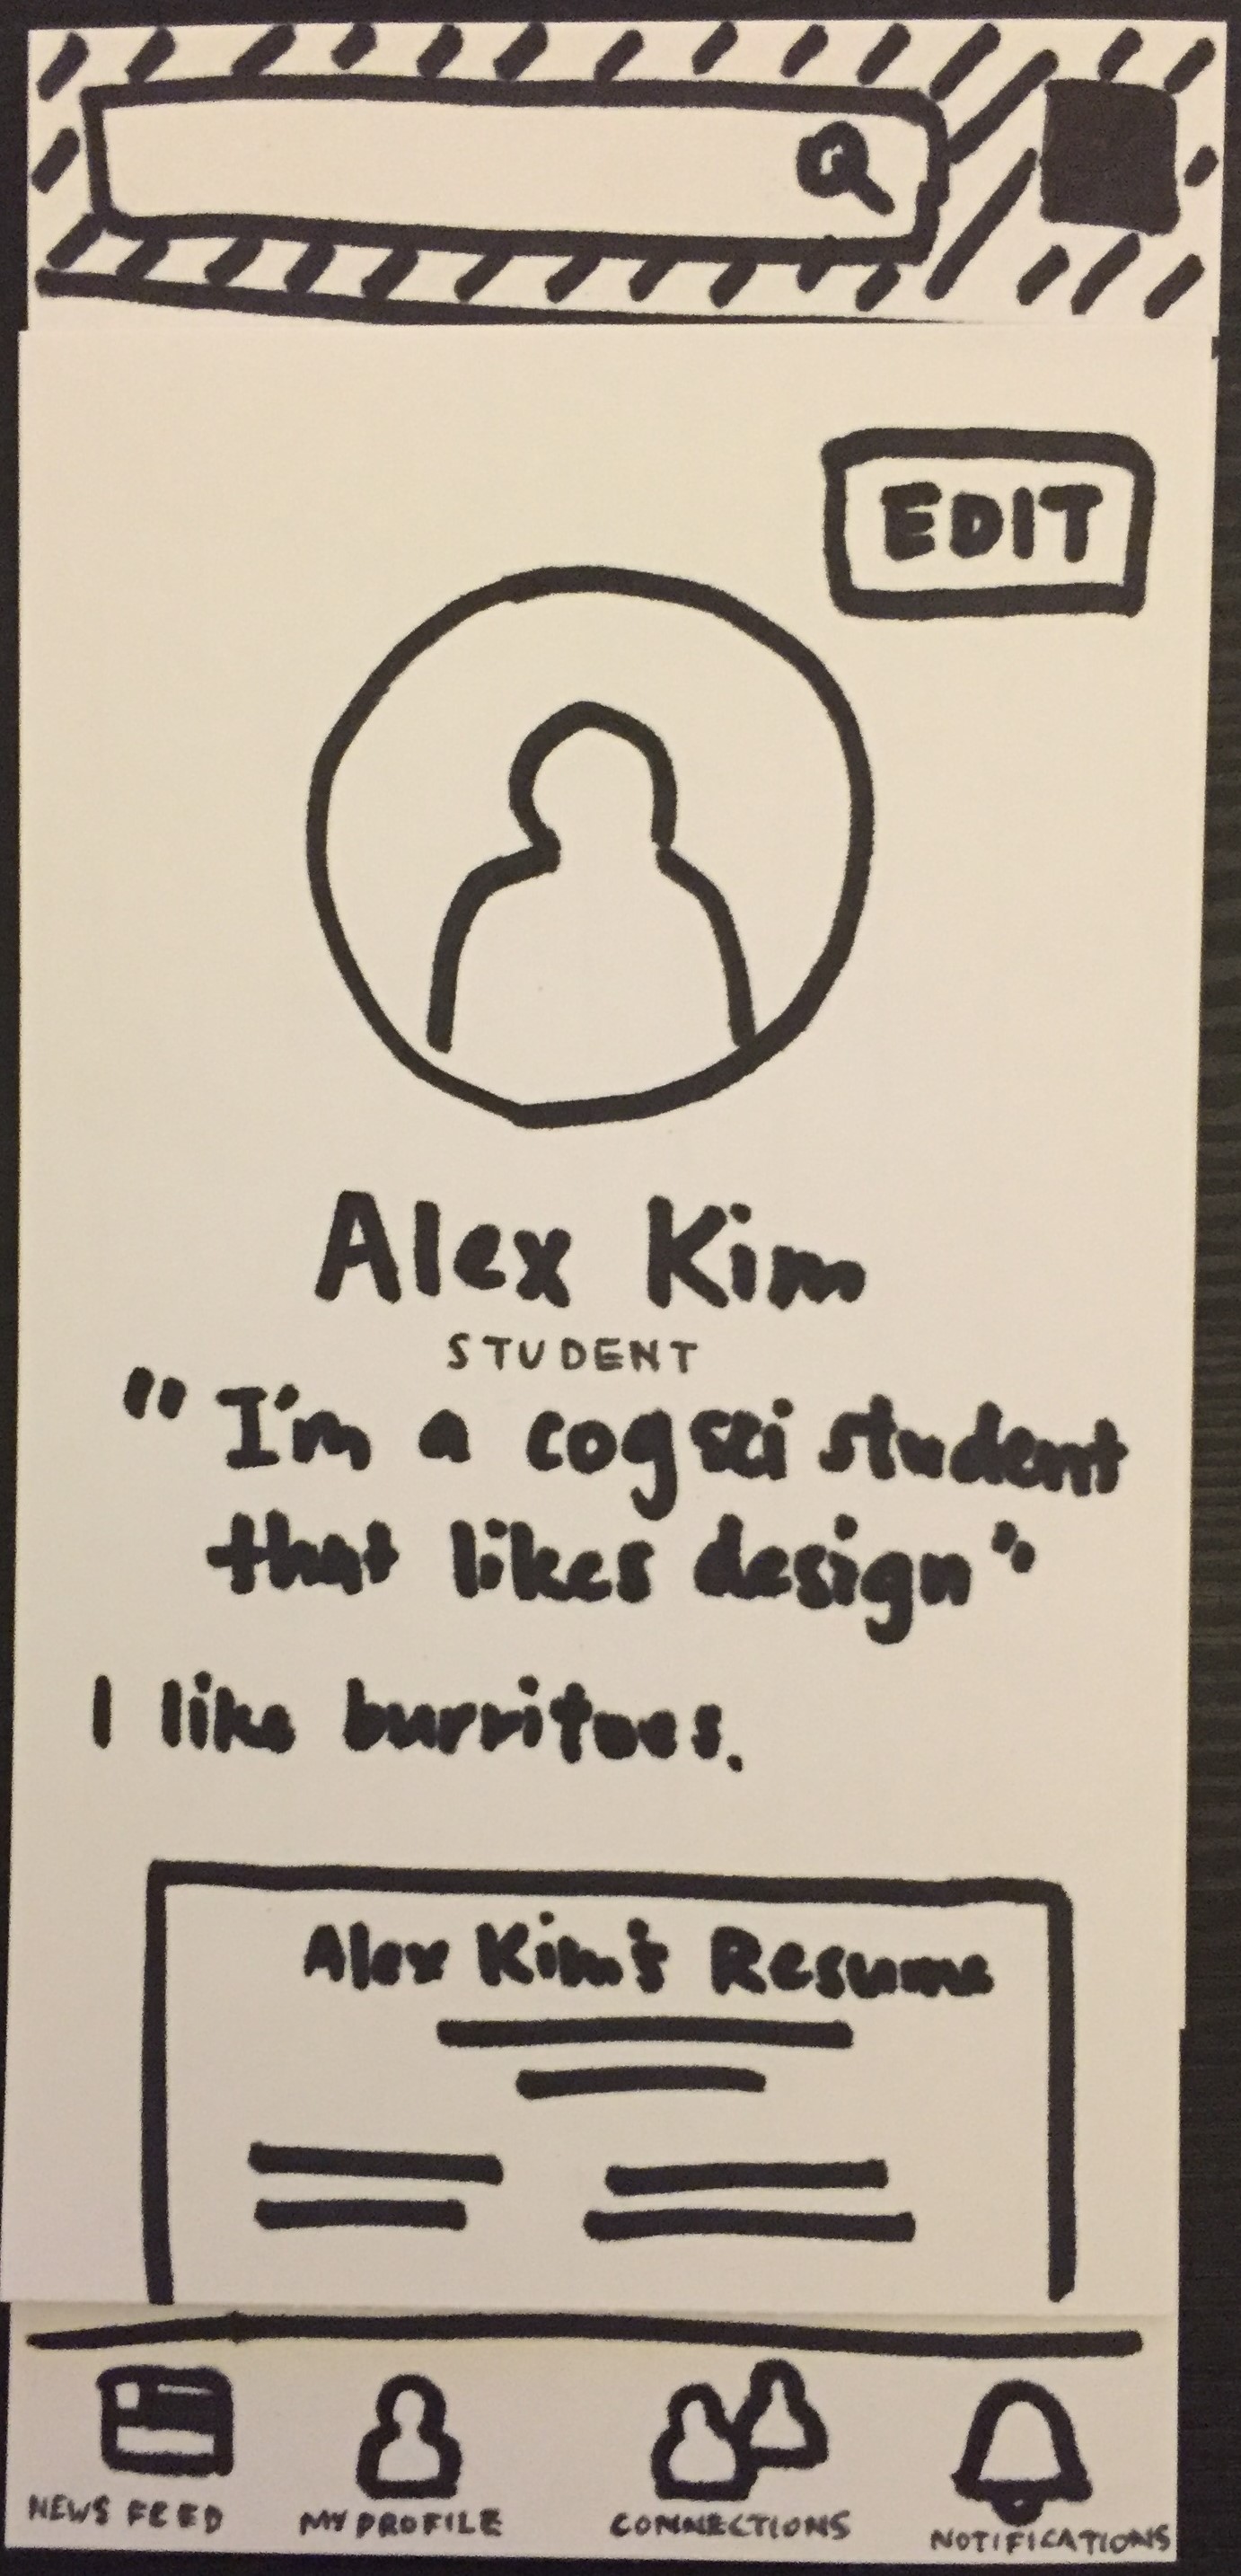 EDIT
Alex Kim
STUDENT
"I'm a cogsci student
that likes design"
I like burritoes.
Alex Kim's Resume
NEWS FEED
MY PROFILE
CONNECTIONS
NOTIFICATIONS